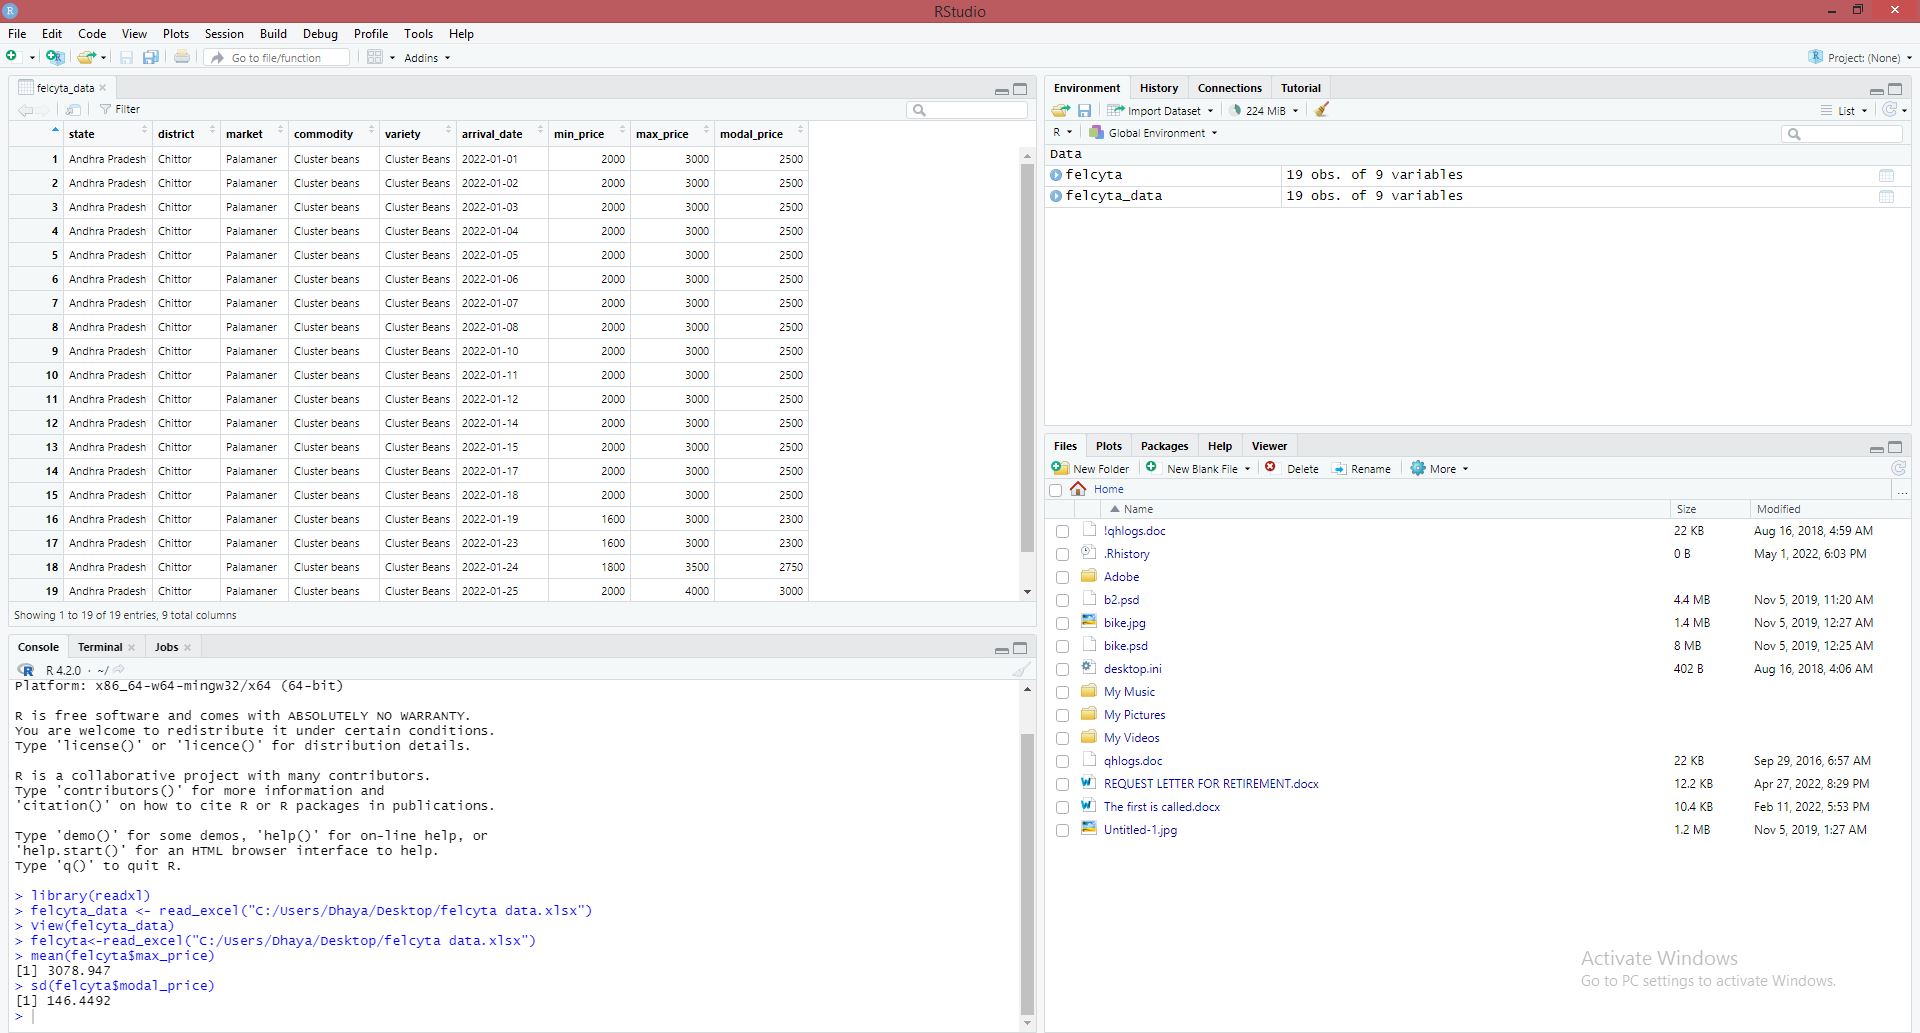 RStudio
File Edit Code View Plots Session Build Debug Profile Tools Help
Go to file/function Addins Project: (None)
felcyta_data
Filter
state district market commodity variety arrival_date min_price max_price modal_price
1 Andhra Pradesh Chittor Palamaner Cluster beans Cluster Beans 2022-01-01 2000 3000 2500
2 Andhra Pradesh Chittor Palamaner Cluster beans Cluster Beans 2022-01-02 2000 3000 2500
3 Andhra Pradesh Chittor Palamaner Cluster beans Cluster Beans 2022-01-03 2000 3000 2500
4 Andhra Pradesh Chittor Palamaner Cluster beans Cluster Beans 2022-01-04 2000 3000 2500
5 Andhra Pradesh Chittor Palamaner Cluster beans Cluster Beans 2022-01-05 2000 3000 2500
6 Andhra Pradesh Chittor Palamaner Cluster beans Cluster Beans 2022-01-06 2000 3000 2500
7 Andhra Pradesh Chittor Palamaner Cluster beans Cluster Beans 2022-01-07 2000 3000 2500
8 Andhra Pradesh Chittor Palamaner Cluster beans Cluster Beans 2022-01-08 2000 3000 2500
9 Andhra Pradesh Chittor Palamaner Cluster beans Cluster Beans 2022-01-10 2000 3000 2500
10 Andhra Pradesh Chittor Palamaner Cluster beans Cluster Beans 2022-01-11 2000 3000 2500
11 Andhra Pradesh Chittor Palamaner Cluster beans Cluster Beans 2022-01-12 2000 3000 2500
12 Andhra Pradesh Chittor Palamaner Cluster beans Cluster Beans 2022-01-14 2000 3000 2500
13 Andhra Pradesh Chittor Palamaner Cluster beans Cluster Beans 2022-01-15 2000 3000 2500
14 Andhra Pradesh Chittor Palamaner Cluster beans Cluster Beans 2022-01-17 2000 3000 2500
15 Andhra Pradesh Chittor Palamaner Cluster beans Cluster Beans 2022-01-18 2000 3000 2500
16 Andhra Pradesh Chittor Palamaner Cluster beans Cluster Beans 2022-01-19 1600 3000 2300
17 Andhra Pradesh Chittor Palamaner Cluster beans Cluster Beans 2022-01-23 1600 3000 2300
18 Andhra Pradesh Chittor Palamaner Cluster beans Cluster Beans 2022-01-24 1800 3500 2750
19 Andhra Pradesh Chittor Palamaner Cluster beans Cluster Beans 2022-01-25 2000 4000 3000
Showing 1 to 19 of 19 entries, 9 total columns
Console Terminal Jobs
R 4.2.0 · ~/
Platform: x86_64-w64-mingw32/x64 (64-bit)
R is free software and comes with ABSOLUTELY NO WARRANTY.
You are welcome to redistribute it under certain conditions.
Type 'license()' or 'licence()' for distribution details.
R is a collaborative project with many contributors.
Type 'contributors()' for more information and
'citation()' on how to cite R or R packages in publications.
Type 'demo()' for some demos, 'help()' for on-line help, or
'help.start()' for an HTML browser interface to help.
Type 'q()' to quit R.
> library(readxl)
> felcyta_data <- read_excel("C:/Users/Dhaya/Desktop/felcyta data.xlsx")
> View(felcyta_data)
> felcyta<-read_excel("C:/Users/Dhaya/Desktop/felcyta data.xlsx")
> mean(felcyta$max_price)
[1] 3078.947
> sd(felcyta$modal_price)
[1] 146.4492
>
Environment History Connections Tutorial
Import Dataset 224 MiB List
R Global Environment
Data
felcyta 19 obs. of 9 variables
felcyta_data 19 obs. of 9 variables
Files Plots Packages Help Viewer
New Folder New Blank File Delete Rename More
Home ...
Name Size Modified
!qhlogs.doc 22 KB Aug 16, 2018, 4:59 AM
.Rhistory 0 B May 1, 2022, 6:03 PM
Adobe
b2.psd 4.4 MB Nov 5, 2019, 11:20 AM
bike.jpg 1.4 MB Nov 5, 2019, 12:27 AM
bike.psd 8 MB Nov 5, 2019, 12:25 AM
desktop.ini 402 B Aug 16, 2018, 4:06 AM
My Music
My Pictures
My Videos
qhlogs.doc 22 KB Sep 29, 2016, 6:57 AM
REQUEST LETTER FOR RETIREMENT.docx 12.2 KB Apr 27, 2022, 8:29 PM
The first is called.docx 10.4 KB Feb 11, 2022, 5:53 PM
Untitled-1.jpg 1.2 MB Nov 5, 2019, 1:27 AM
Activate Windows
Go to PC settings to activate Windows.